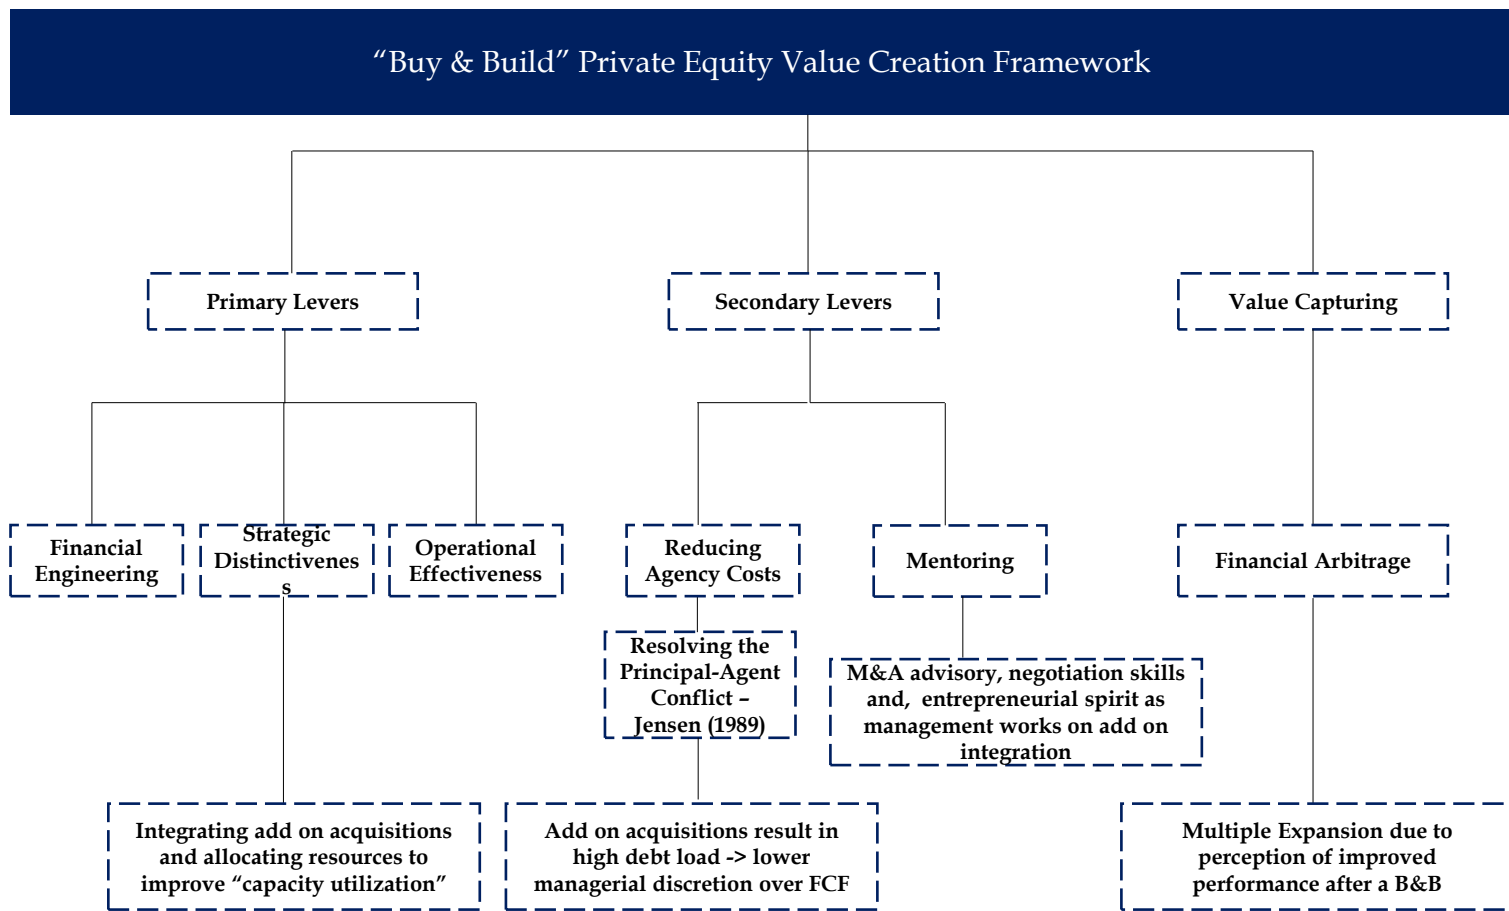 “Buy & Build” Private Equity Value Creation Framework
Primary Levers
Secondary Levers
Value Capturing
Financial
Engineering
Strategic
Distinctivenes
s
Operational
Effectiveness
Reducing
Agency Costs
Mentoring
Financial Arbitrage
Resolving the
Principal-Agent
Conflict –
Jensen (1989)
M&A advisory, negotiation skills
and,  entrepreneurial spirit as
management works on add on
integration
Integrating add on acquisitions
and allocating resources to
improve “capacity utilization”
Add on acquisitions result in
high debt load -> lower
managerial discretion over FCF
Multiple Expansion due to
perception of improved
performance after a B&B